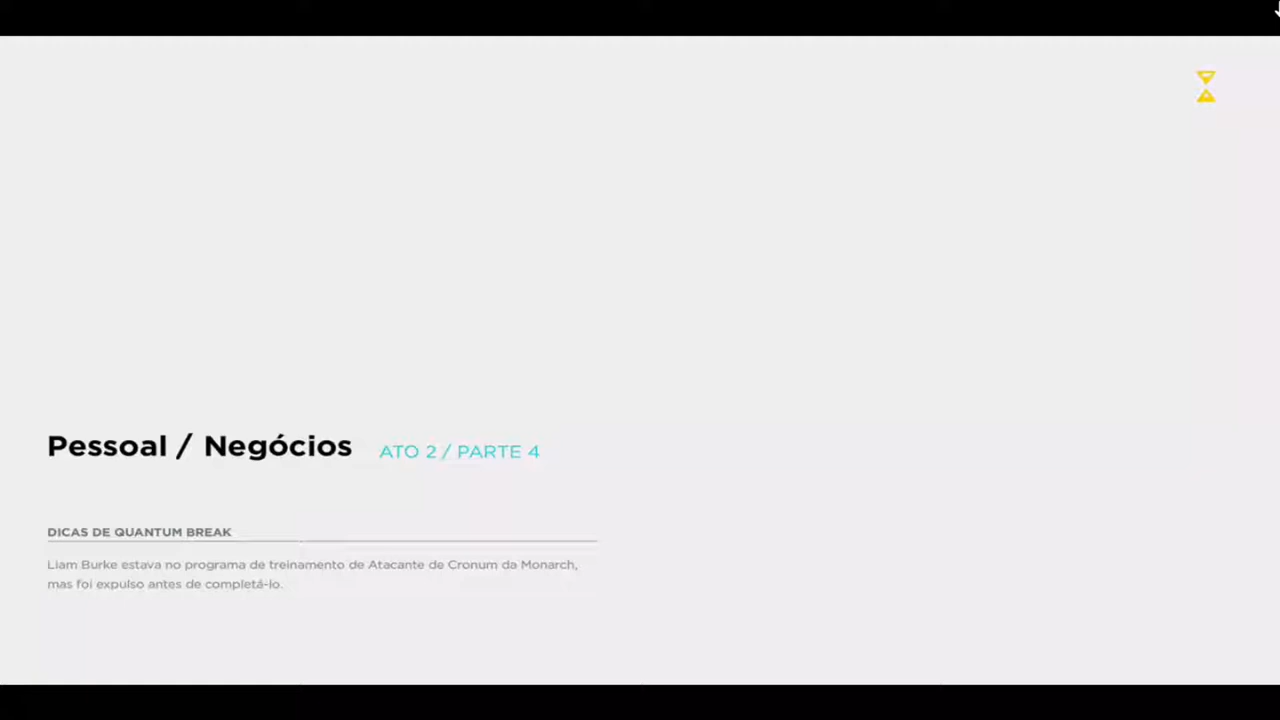 Pessoal / Negócios ATO 2 / PARTE 4
DICAS DE QUANTUM BREAK
Liam Burke estava no programa de treinamento de Atacante de Cronum da Monarch,
mas foi expulso antes de completá-lo.